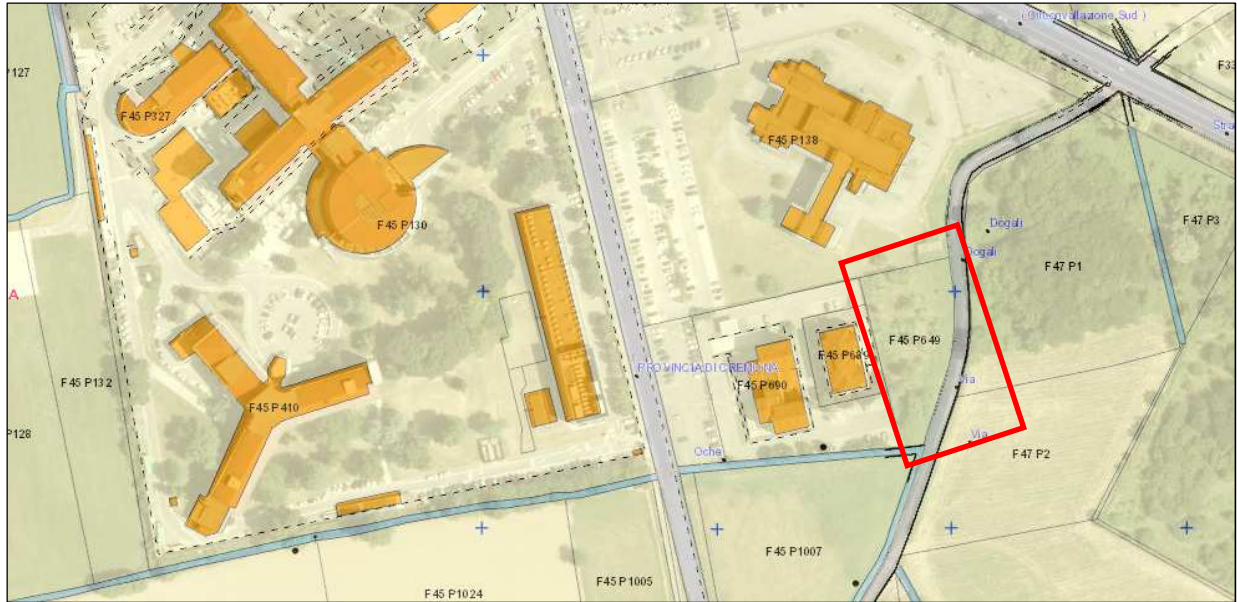 ( Circonvallazione Sud )
F33
P127
F45 P327
F45 P138
Stra
F45 P130
Dogali
F47 P3
Dogali
F47 P1
A
F45 P649
F45 P689
PROVINCIA DI CREMONA
F45 P132
F45 P690
Via
F45 P410
P128
Via
Oche
F47 P2
F45 P1007
F45 P1005
F45 P1024